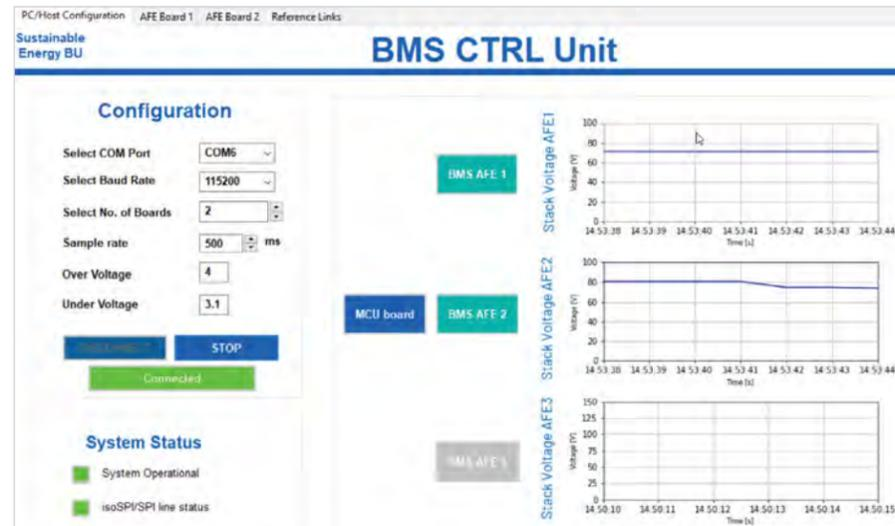 PC/Host Configuration AFE Board 1 AFE Board 2 Reference Links
Sustainable
Energy BU
BMS CTRL Unit
Configuration
Select COM Port COM6
Select Baud Rate 115200
Select No. of Boards 2
Sample rate 500 ms
Over Voltage 4
Under Voltage 3.1
STOP
Connected
System Status
System Operational
isoSPI/SPI line status
MCU board
BMS AFE 1
BMS AFE 2
Stack Voltage AFE1
Voltage [V]
100
80
60
40
20
0
14:53:38 14:53:39 14:53:40 14:53:41 14:53:42 14:53:43 14:53:44
Time [s]
Stack Voltage AFE2
Voltage [V]
100
80
60
40
20
0
14:53:38 14:53:39 14:53:40 14:53:41 14:53:42 14:53:43 14:53:44
Time [s]
Stack Voltage AFE3
Voltage [V]
150
125
100
75
50
25
0
14:50:10 14:50:11 14:50:12 14:50:13 14:50:14 14:50:15
Time [s]